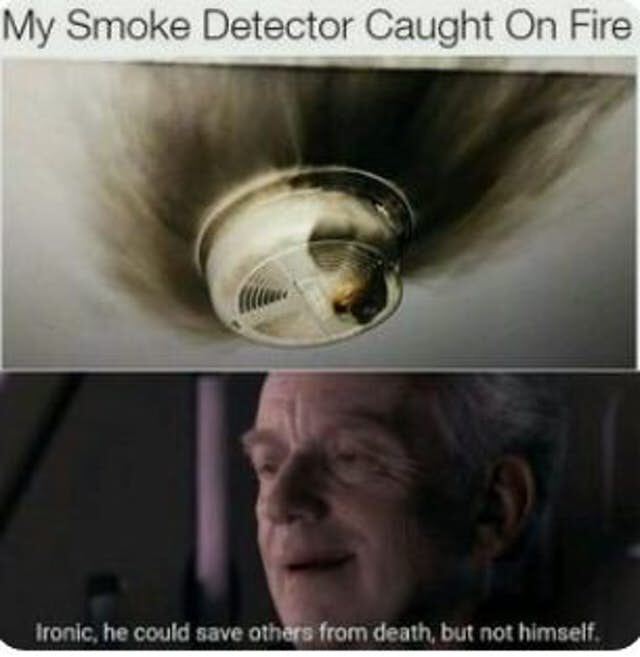 My Smoke Detector Caught On Fire
Ironic, he could save others from death, but not himself.